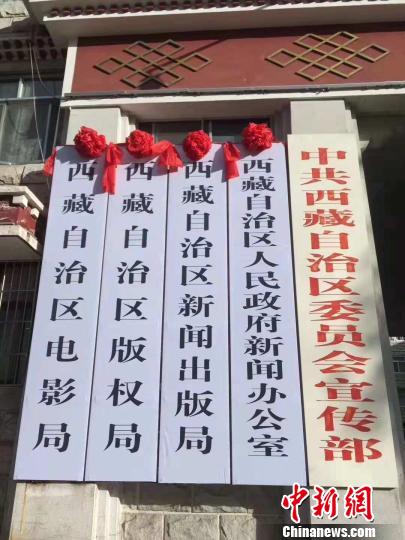 中共西藏自治区委员会宣传部
西藏自治区人民政府新闻办公室
西藏自治区新闻出版局
西藏自治区版权局
西藏自治区电影局
中新网
Chinanews.com